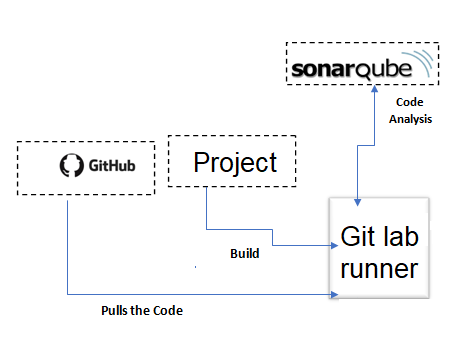 sonarqube
Code
Analysis
GitHub
Project
Git lab
runner
Build
Pulls the Code